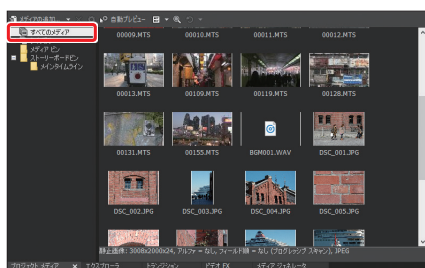 メディアの追加...
自動プレビュー
すべてのメディア
メディア ビン
ストーリーボードビン
メインタイムライン
00009.MTS 00010.MTS 00011.MTS 00012.MTS
00013.MTS 00109.MTS 00119.MTS 00128.MTS
00131.MTS 00155.MTS BGM001.WAV DSC_001.JPG
DSC_002.JPG DSC_003.JPG DSC_004.JPG DSC_005.JPG
静止画像: 3008x2000x24, アルファ = なし, フィールド順 = なし (プログレッシブ スキャン), JPEG
プロジェクト メディア × エクスプローラ トランジション ビデオ FX メディア ジェネレータ